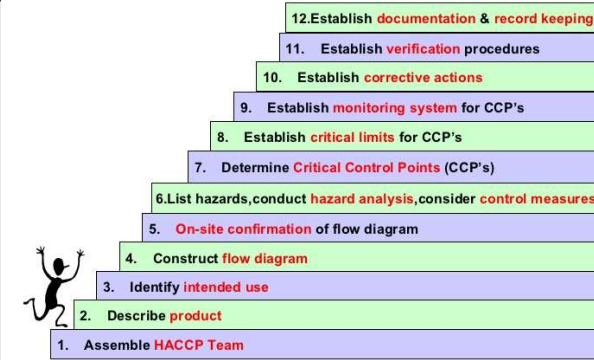 12.Establish documentation & record keeping
11. Establish verification procedures
10. Establish corrective actions
9. Establish monitoring system for CCP's
8. Establish critical limits for CCP's
7. Determine Critical Control Points (CCP's)
6.List hazards,conduct hazard analysis,consider control measures
5. On-site confirmation of flow diagram
4. Construct flow diagram
3. Identify intended use
2. Describe product
1. Assemble HACCP Team